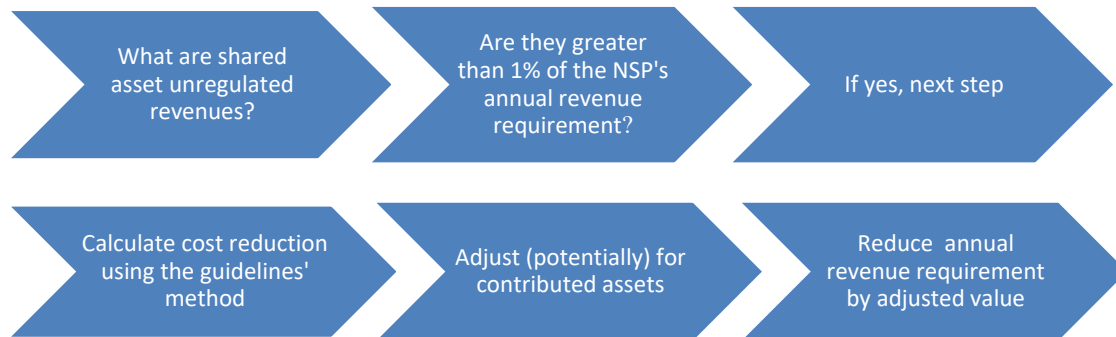 What are shared
asset unregulated
revenues?
Are they greater
than 1% of the NSP's
annual revenue
requirement?
If yes, next step
Calculate cost reduction
using the guidelines'
method
Adjust (potentially) for
contributed assets
Reduce annual
revenue requirement
by adjusted value